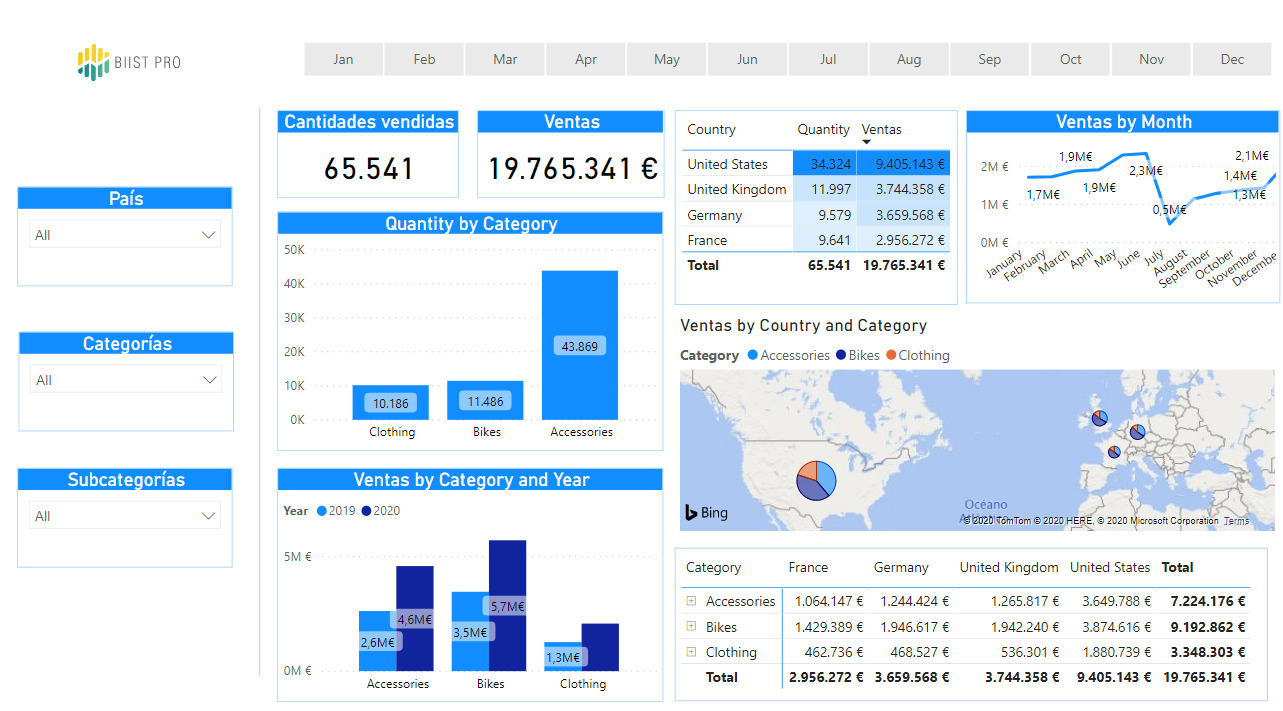 BIIST PRO
Jan Feb Mar Apr May Jun Jul Aug Sep Oct Nov Dec
País
All
Categorías
All
Subcategorías
All
Cantidades vendidas
65.541
Ventas
19.765.341 €
Quantity by Category
50K
40K
30K
20K
10K
0K
10.186
11.486
43.869
Clothing Bikes Accessories
Ventas by Category and Year
Year 2019 2020
5M €
0M €
2,6M€
4,6M€
3,5M€
5,7M€
1,3M€
Accessories Bikes Clothing
Country Quantity Ventas
United States 34.324 9.405.143 €
United Kingdom 11.997 3.744.358 €
Germany 9.579 3.659.568 €
France 9.641 2.956.272 €
Total 65.541 19.765.341 €
Ventas by Month
2M €
1M €
0M €
1,7M€
1,9M€
1,9M€
2,3M€
0,5M€
1,4M€
1,3M€
2,1M€
January February March April May June July August September October November December
Ventas by Country and Category
Category Accessories Bikes Clothing
Bing
Océano
© 2020 TomTom © 2020 HERE, © 2020 Microsoft Corporation Terms
Category France Germany United Kingdom United States Total
Accessories 1.064.147 € 1.244.424 € 1.265.817 € 3.649.788 € 7.224.176 €
Bikes 1.429.389 € 1.946.617 € 1.942.240 € 3.874.616 € 9.192.862 €
Clothing 462.736 € 468.527 € 536.301 € 1.880.739 € 3.348.303 €
Total 2.956.272 € 3.659.568 € 3.744.358 € 9.405.143 € 19.765.341 €